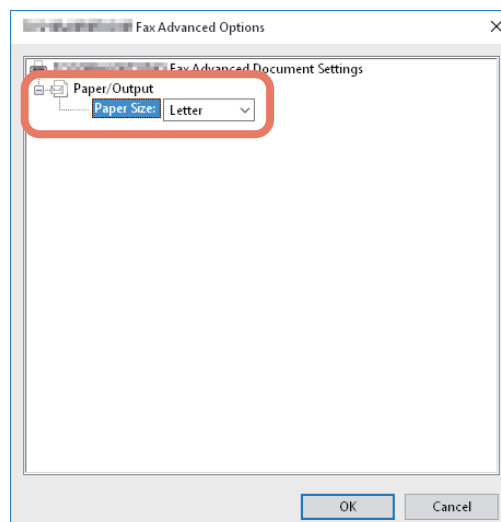 Fax Advanced Options
Fax Advanced Document Settings
Paper/Output
Paper Size: Letter
OK Cancel